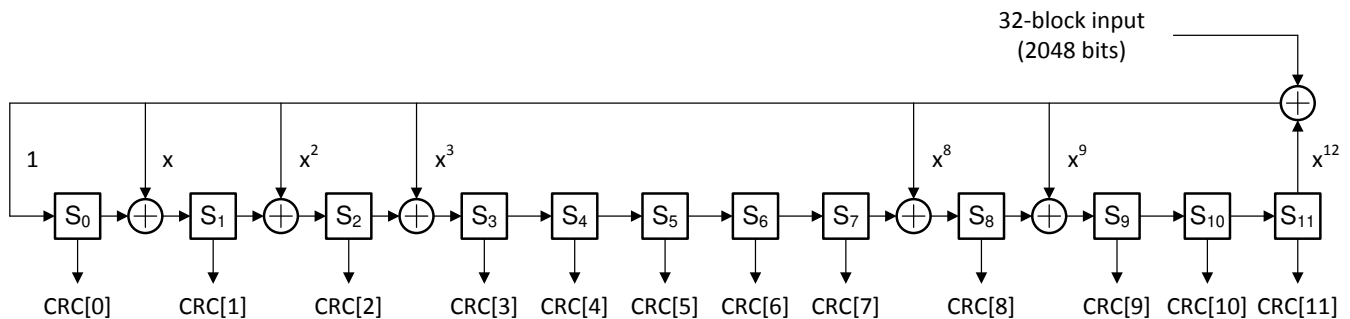 32-block input
(2048 bits)
1 x x² x³ x⁸ x⁹ x¹²
S₀ S₁ S₂ S₃ S₄ S₅ S₆ S₇ S₈ S₉ S₁₀ S₁₁
CRC[0] CRC[1] CRC[2] CRC[3] CRC[4] CRC[5] CRC[6] CRC[7] CRC[8] CRC[9] CRC[10] CRC[11]